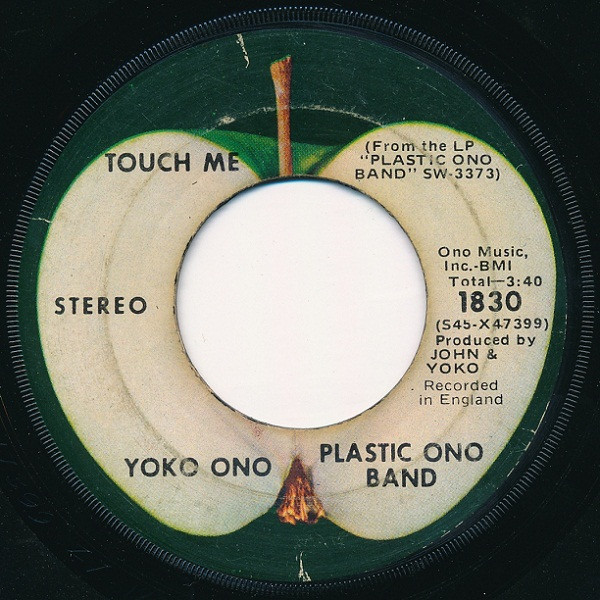 TOUCH ME
(From the LP
"PLASTIC ONO
BAND" SW-3373)
STEREO
Ono Music,
Inc.-BMI
Total—3:40
1830
(S45-X47399)
Produced by
JOHN &
YOKO
Recorded
in England
YOKO ONO
PLASTIC ONO
BAND